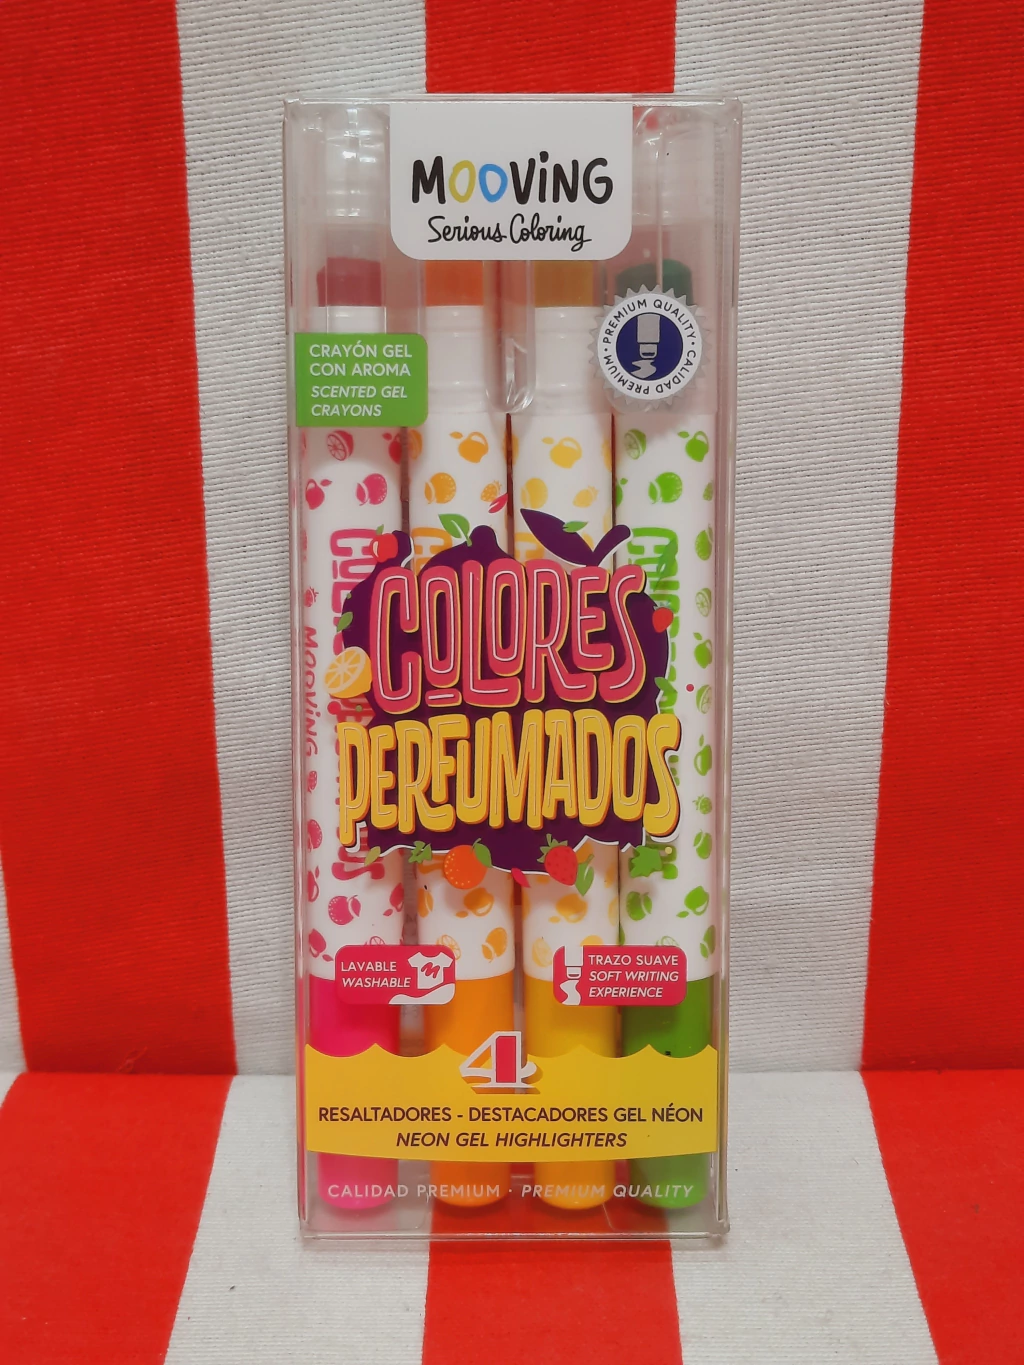 MOOVING
Serious Coloring
PREMIUM QUALITY · CALIDAD PREMIUM ·
CRAYÓN GEL
CON AROMA
SCENTED GEL
CRAYONS
COLORES
PERFUMADOS
MOOVING
LAVABLE
WASHABLE
TRAZO SUAVE
SOFT WRITING
EXPERIENCE
4
RESALTADORES - DESTACADORES GEL NÉON
NEON GEL HIGHLIGHTERS
CALIDAD PREMIUM · PREMIUM QUALITY